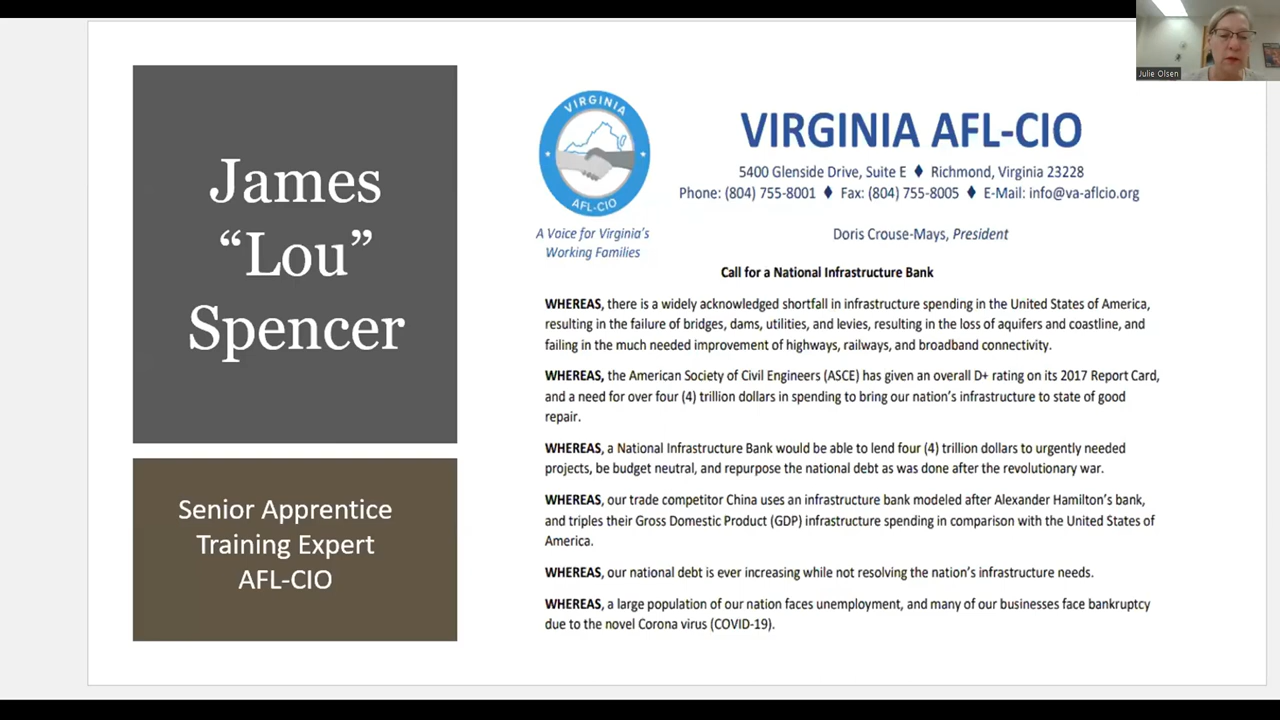 James
“Lou”
Spencer
Senior Apprentice
Training Expert
AFL-CIO
VIRGINIA
AFL-CIO
A Voice for Virginia’s
Working Families
VIRGINIA AFL-CIO
5400 Glenside Drive, Suite E ♦ Richmond, Virginia 23228
Phone: (804) 755-8001 ♦ Fax: (804) 755-8005 ♦ E-Mail: info@va-aflcio.org
Doris Crouse-Mays, President
Call for a National Infrastructure Bank
WHEREAS, there is a widely acknowledged shortfall in infrastructure spending in the United States of America,
resulting in the failure of bridges, dams, utilities, and levies, resulting in the loss of aquifers and coastline, and
failing in the much needed improvement of highways, railways, and broadband connectivity.
WHEREAS, the American Society of Civil Engineers (ASCE) has given an overall D+ rating on its 2017 Report Card,
and a need for over four (4) trillion dollars in spending to bring our nation’s infrastructure to state of good
repair.
WHEREAS, a National Infrastructure Bank would be able to lend four (4) trillion dollars to urgently needed
projects, be budget neutral, and repurpose the national debt as was done after the revolutionary war.
WHEREAS, our trade competitor China uses an infrastructure bank modeled after Alexander Hamilton’s bank,
and triples their Gross Domestic Product (GDP) infrastructure spending in comparison with the United States of
America.
WHEREAS, our national debt is ever increasing while not resolving the nation’s infrastructure needs.
WHEREAS, a large population of our nation faces unemployment, and many of our businesses face bankruptcy
due to the novel Corona virus (COVID-19).
Julie Olsen